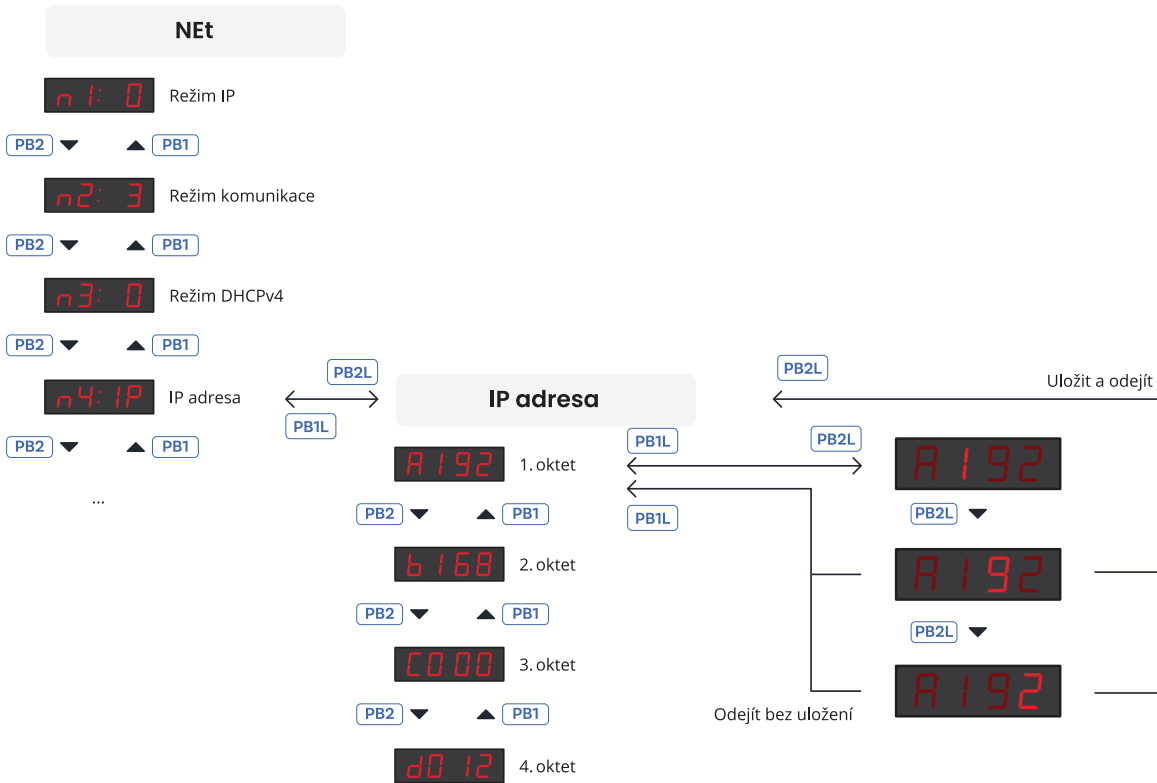 NEt
n1: 0 Režim IP
PB2 PB1
n2: 3 Režim komunikace
PB2 PB1
n3: 0 Režim DHCPv4
PB2 PB1
n4:IP IP adresa
PB2 PB1
...
PB2L
PB1L
IP adresa
A192 1. oktet
PB2 PB1
b168 2. oktet
PB2 PB1
C000 3. oktet
PB2 PB1
d012 4. oktet
PB2L
Uložit a odejít
PB1L PB2L
PB1L
A192
PB2L
A192
PB2L
A192
Odejít bez uložení